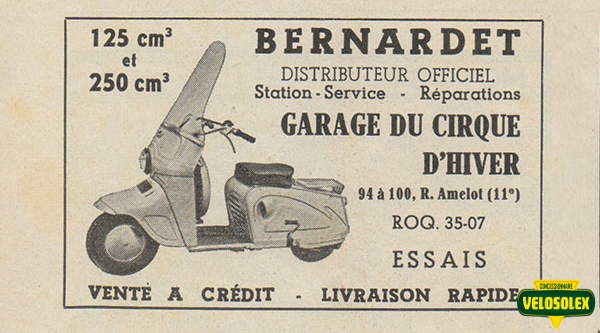 125 cm³
et
250 cm³
BERNARDET
DISTRIBUTEUR OFFICIEL
Station-Service - Réparations
GARAGE DU CIRQUE
D'HIVER
94 à 100, R. Amelot (11ᵉ)
ROQ. 35-07
ESSAIS
VENTE A CRÉDIT - LIVRAISON RAPIDE
CONCESSIONNAIRE
VELOSOLEX